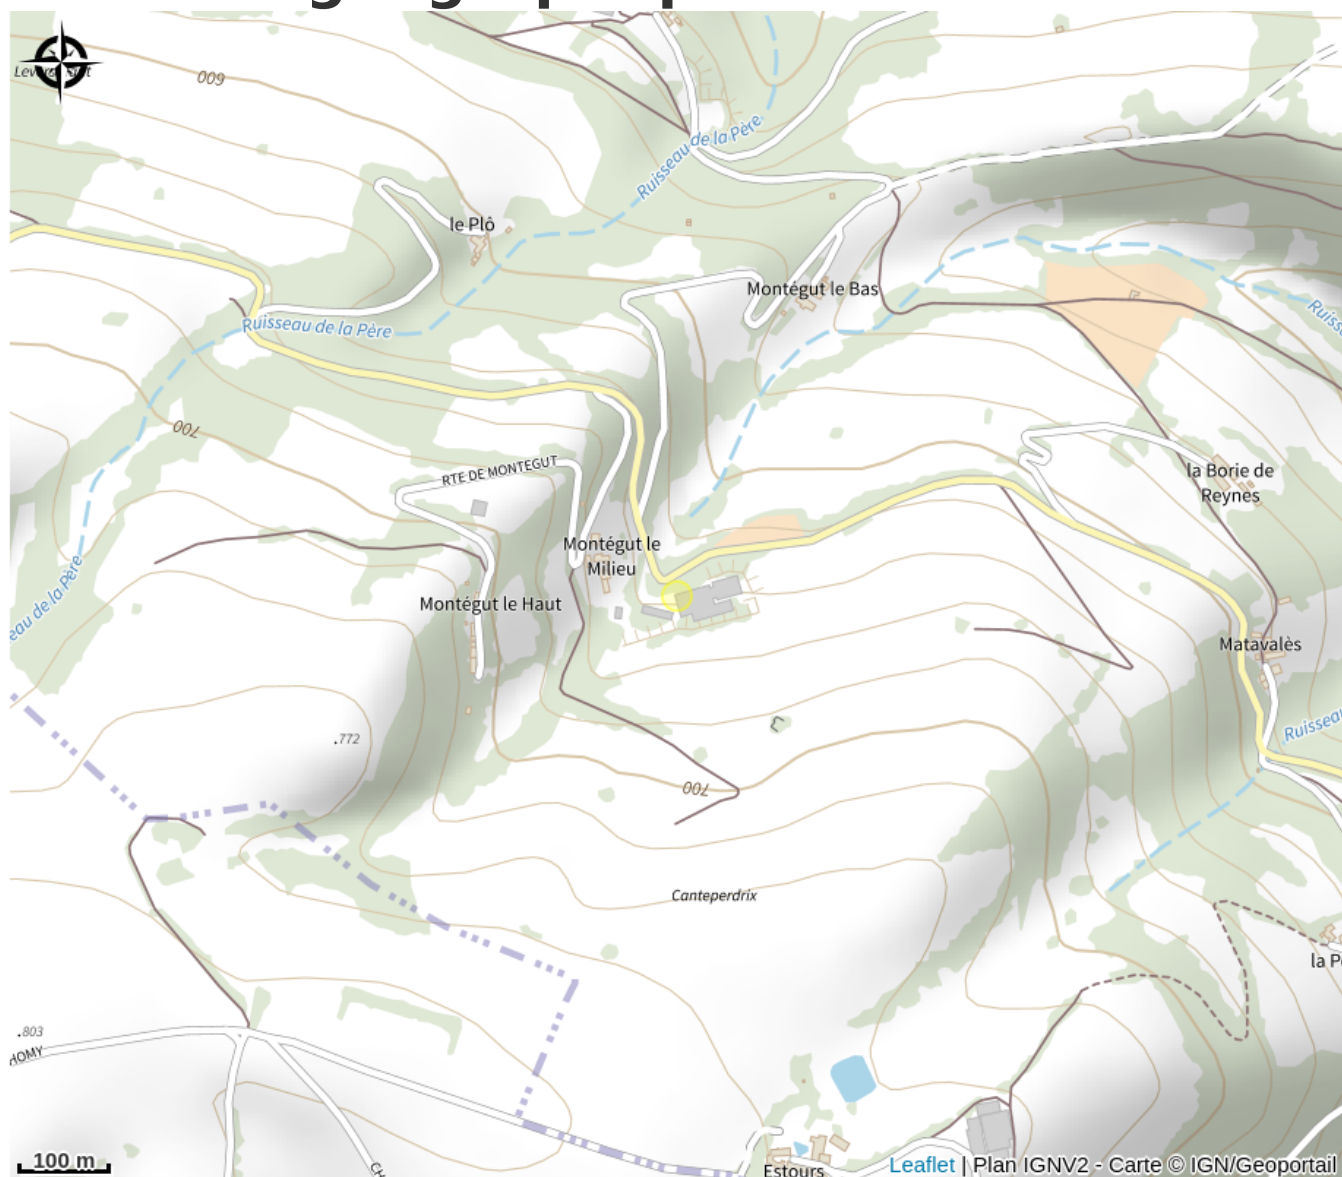 600
Ruisseau de la Père
le Plô
Montégut le Bas
Ruisseau de la Père
700
RTE DE MONTEGUT
la Borie de
Reynes
Montégut le
Milieu
Montégut le Haut
eau de la Père
Matavalès
Ruisseau
.772
700
Canteperdrix
la P
.803
HOMY
CH
100 m
Estours
Leaflet | Plan IGNV2 - Carte © IGN/Geoportail